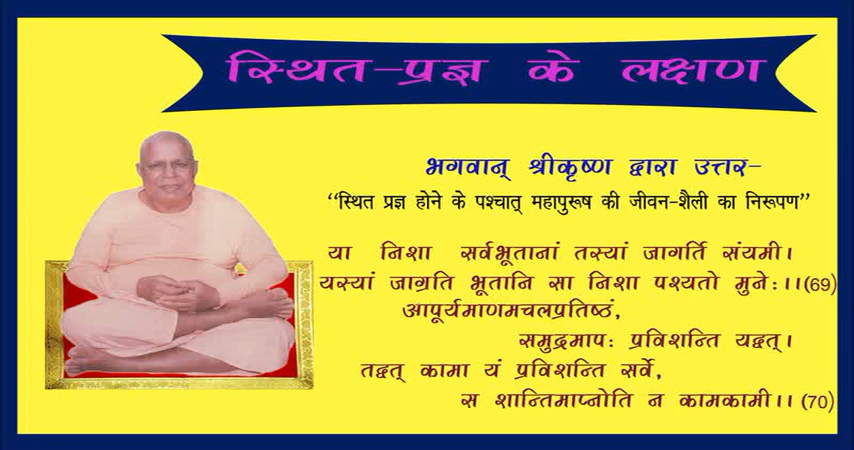 स्थित-प्रज्ञ के लक्षण
भगवान् श्रीकृष्ण द्वारा उत्तर-
“स्थित प्रज्ञ होने के पश्चात् महापुरूष की जीवन-शैली का निरूपण”
या निशा सर्वभूतानां तस्यां जागर्ति संयमी।
यस्यां जाग्रति भूतानि सा निशा पश्यतो मुनेः।।(69)
आपूर्यमाणमचलप्रतिष्ठं,
समुद्रमापः प्रविशन्ति यद्वत्।
तद्वत् कामा यं प्रविशन्ति सर्वे,
स शान्तिमाप्नोति न कामकामी।। (70)